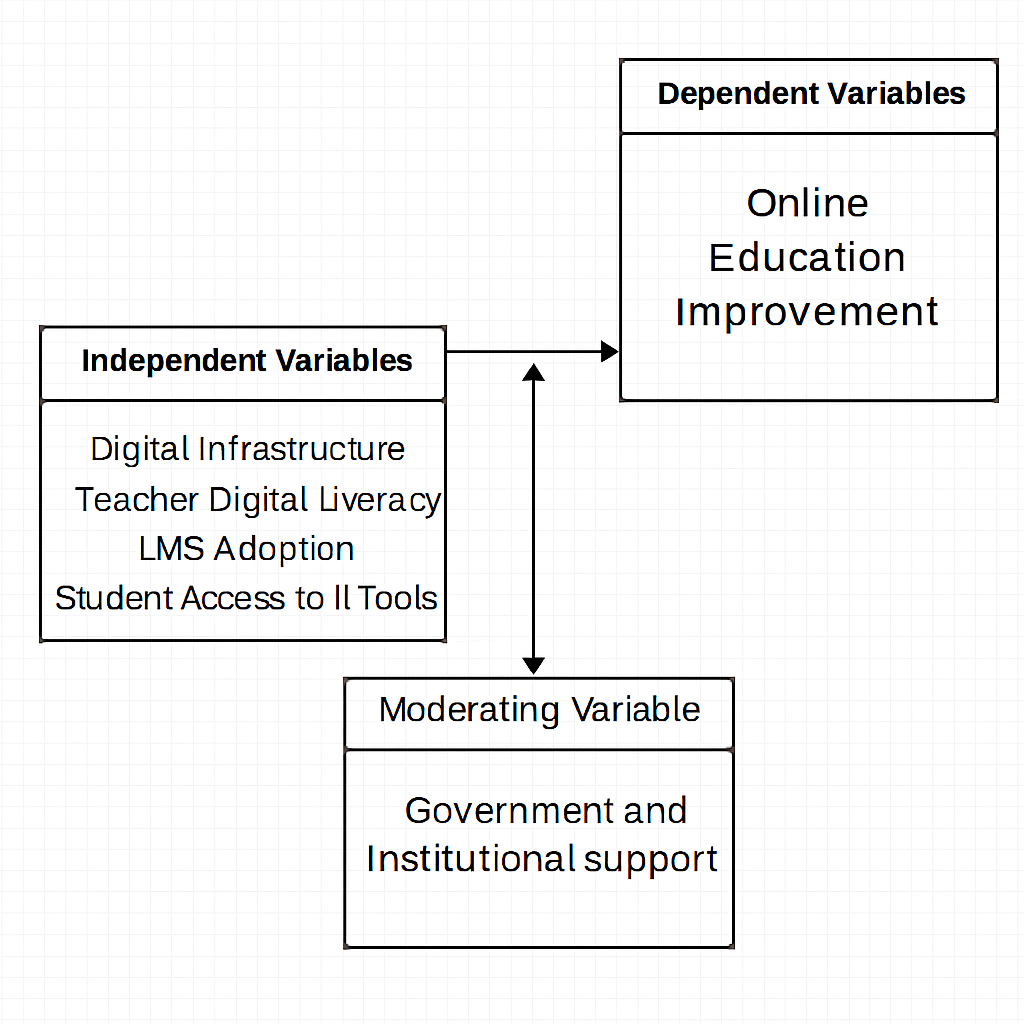 Dependent Variables
Online
Education
Improvement
Independent Variables
Digital Infrastructure
Teacher Digital Liveracy
LMS Adoption
Student Access to Il Tools
Moderating Variable
Government and
Institutional support